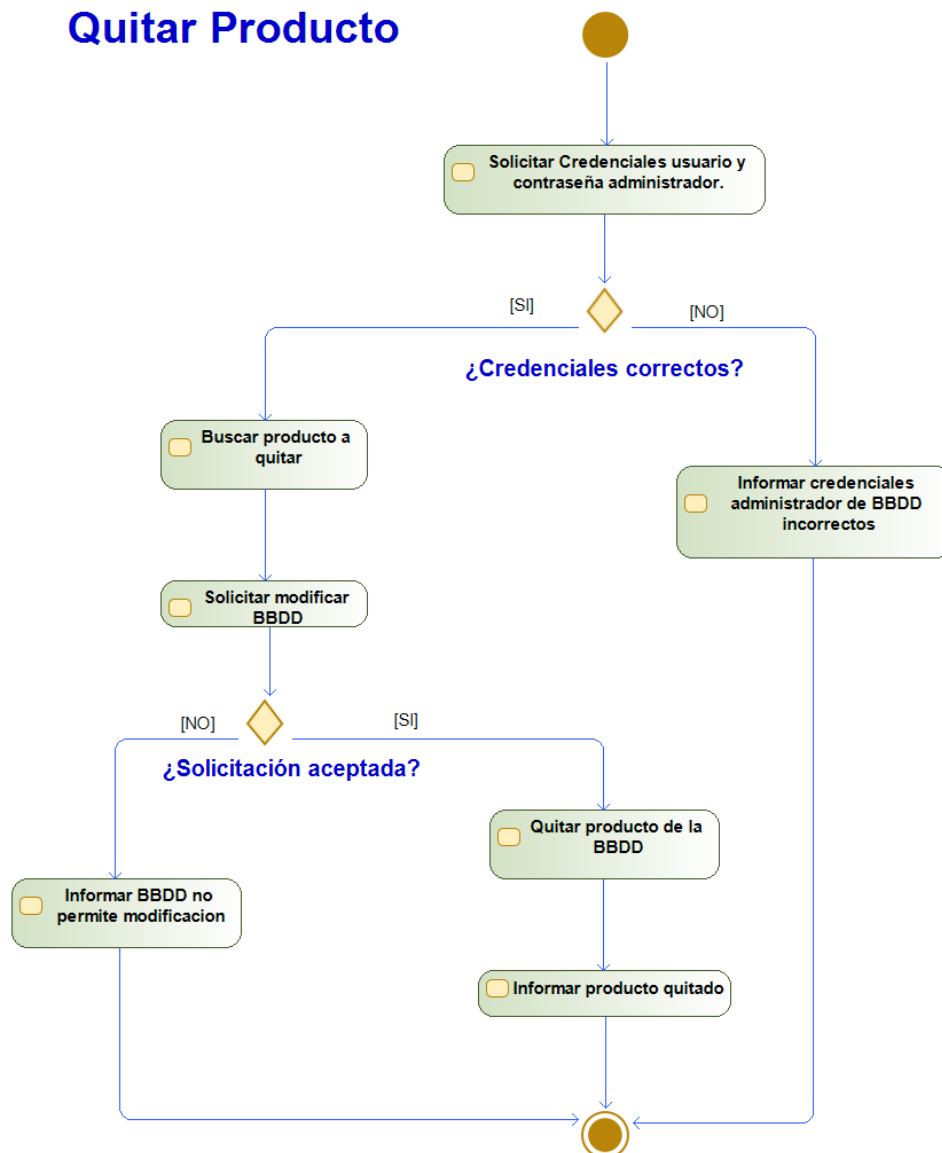 Quitar Producto
Solicitar Credenciales usuario y
contraseña administrador.
[SI]
[NO]
¿Credenciales correctos?
Buscar producto a
quitar
Informar credenciales
administrador de BBDD
incorrectos
Solicitar modificar
BBDD
[NO]
[SI]
¿Solicitación aceptada?
Quitar producto de la
BBDD
Informar BBDD no
permite modificacion
Informar producto quitado